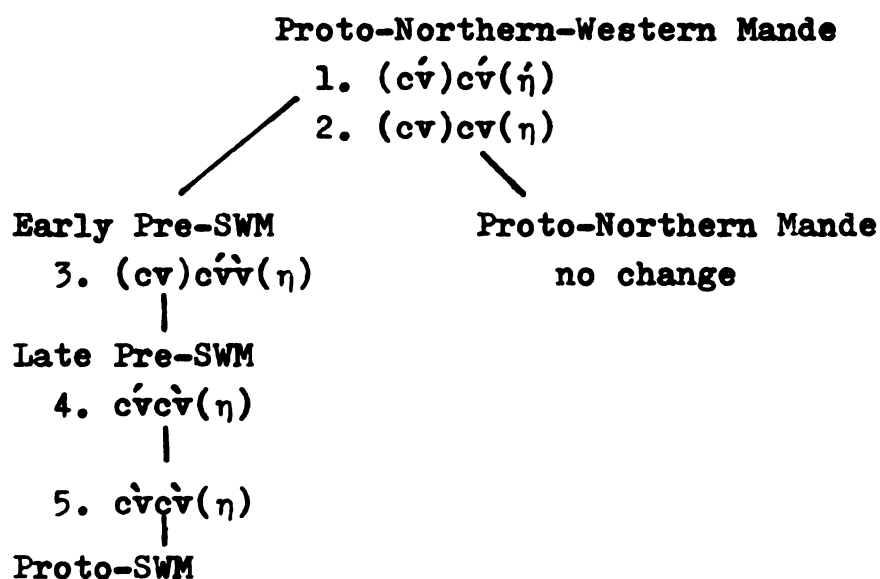 Proto-Northern-Western Mande
1. (cv́)cv́(ή)
2. (cv)cv(η)
Early Pre-SWM
3. (cv)cv́v̀(η)
Proto-Northern Mande
no change
Late Pre-SWM
4. cv́cv̀(η)
5. cv̀cv̀(η)
Proto-SWM